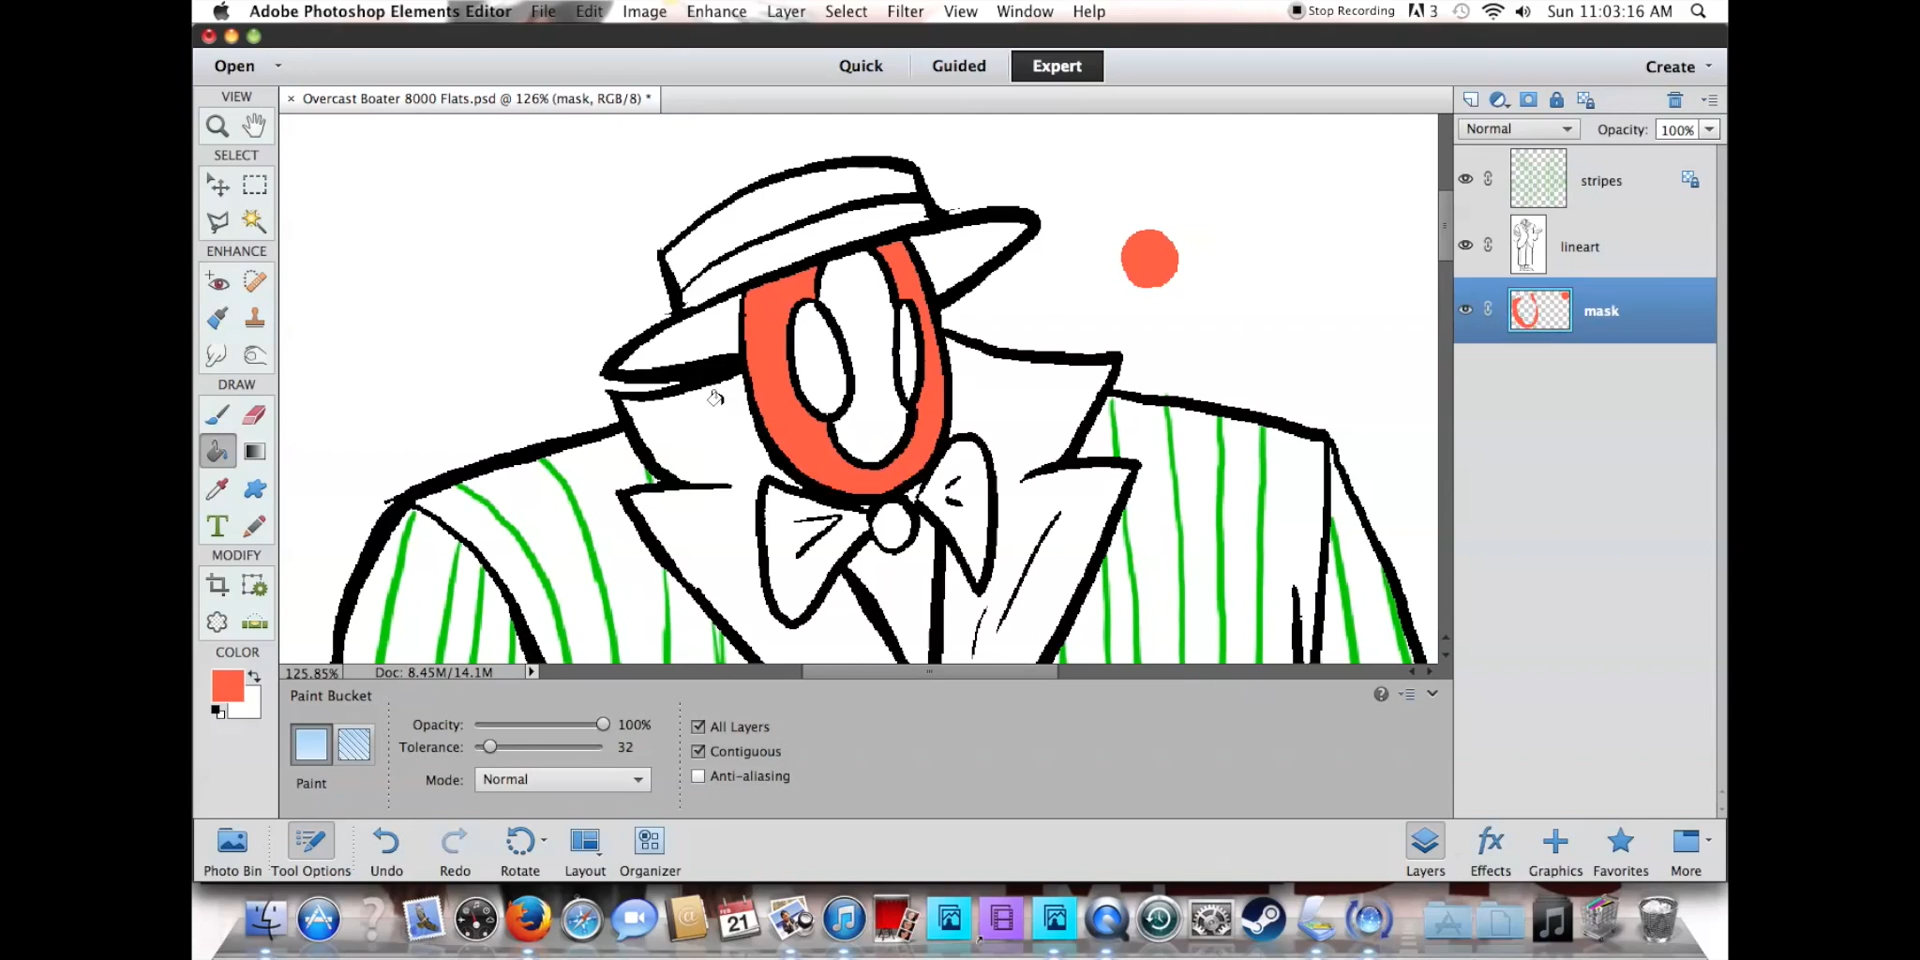 Adobe Photoshop Elements Editor File Edit Image Enhance Layer Select Filter View Window Help Stop Recording 3 Sun 11:03:16 AM
Open Quick Guided Expert Create
VIEW
× Overcast Boater 8000 Flats.psd @ 126% (mask, RGB/8) *
Normal Opacity: 100%
SELECT
stripes
lineart
ENHANCE
mask
DRAW
T
MODIFY
COLOR
125.85% Doc: 8.45M/14.1M
Paint Bucket
Opacity: 100% All Layers
Tolerance: 32 Contiguous
Mode: Normal Anti-aliasing
Paint
Photo Bin Tool Options Undo Redo Rotate Layout Organizer fx
Layers Effects Graphics Favorites More
FEB
21